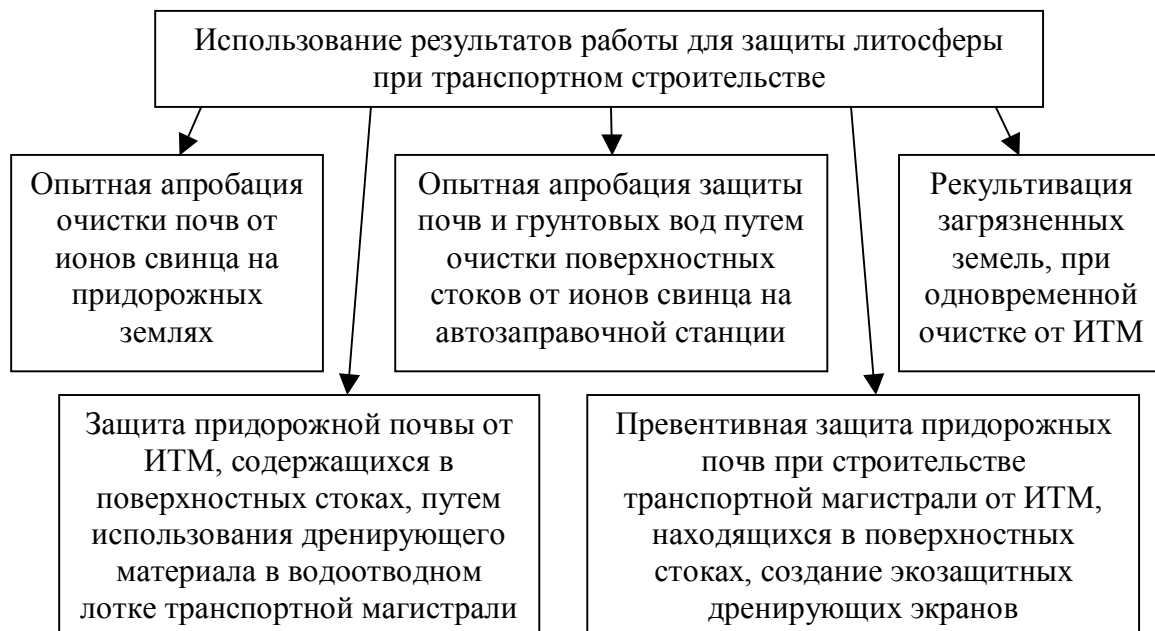 Использование результатов работы для защиты литосферы
при транспортном строительстве
Опытная апробация
очистки почв от
ионов свинца на
придорожных
землях
Опытная апробация защиты
почв и грунтовых вод путем
очистки поверхностных
стоков от ионов свинца на
автозаправочной станции
Рекультивация
загрязненных
земель, при
одновременной
очистке от ИТМ
Защита придорожной почвы от
ИТМ, содержащихся в
поверхностных стоках, путем
использования дренирующего
материала в водоотводном
лотке транспортной магистрали
Превентивная защита придорожных
почв при строительстве
транспортной магистрали от ИТМ,
находящихся в поверхностных
стоках, создание экозащитных
дренирующих экранов